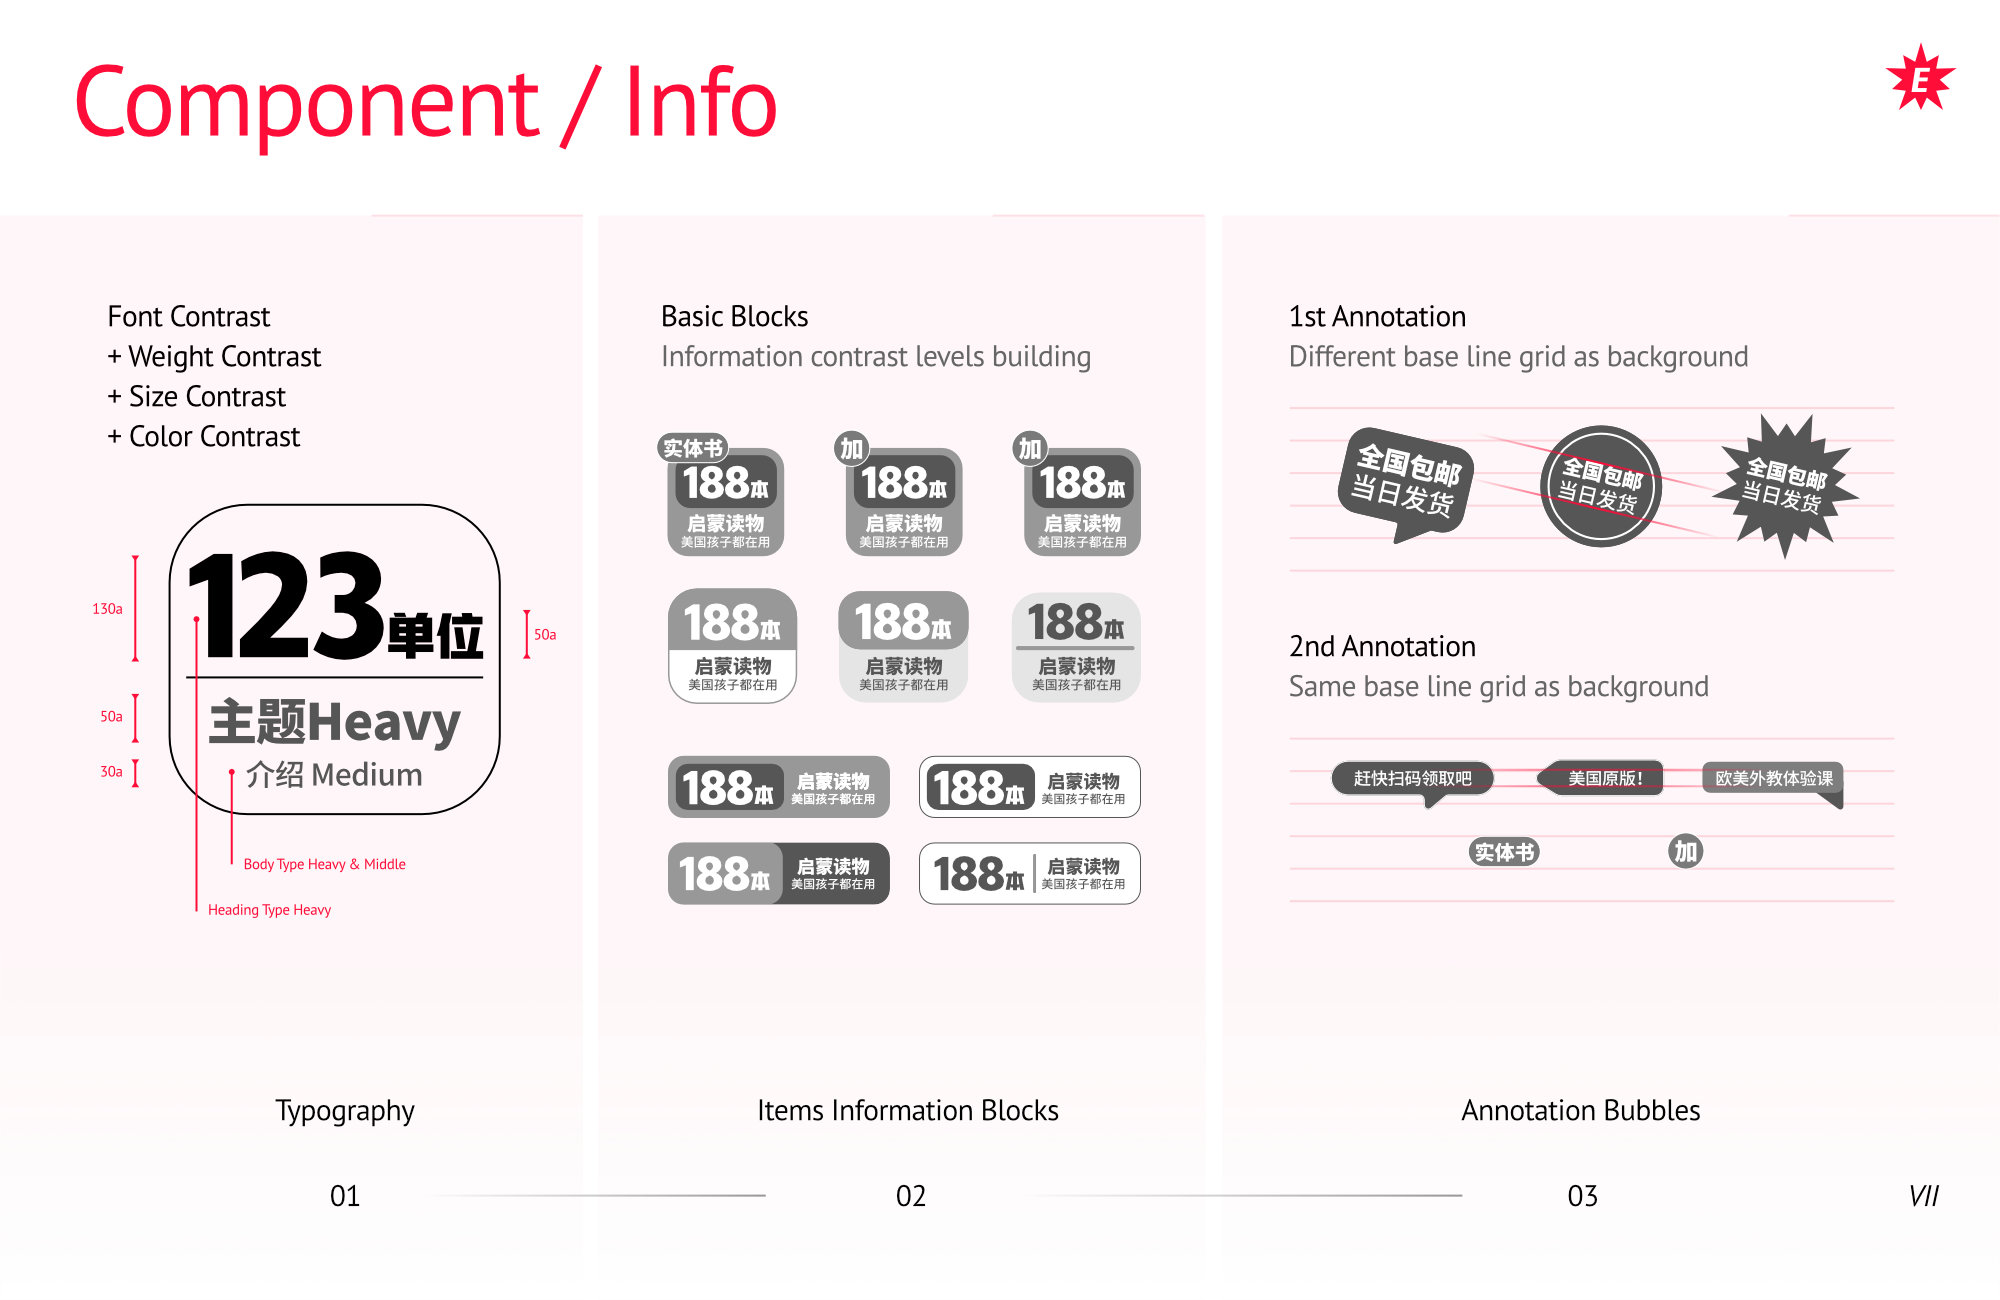 Component / Info
E
Font Contrast
+ Weight Contrast
+ Size Contrast
+ Color Contrast
130a
50a
30a
50a
123单位
主题Heavy
介绍 Medium
Body Type Heavy & Middle
Heading Type Heavy
Typography
01
Basic Blocks
Information contrast levels building
实体书
188本
启蒙读物
美国孩子都在用
加
188本
启蒙读物
美国孩子都在用
加
188本
启蒙读物
美国孩子都在用
188本
启蒙读物
美国孩子都在用
188本
启蒙读物
美国孩子都在用
188本
启蒙读物
美国孩子都在用
188本
启蒙读物
美国孩子都在用
188本
启蒙读物
美国孩子都在用
188本
启蒙读物
美国孩子都在用
188本
启蒙读物
美国孩子都在用
Items Information Blocks
02
1st Annotation
Different base line grid as background
全国包邮
当日发货
全国包邮
当日发货
全国包邮
当日发货
2nd Annotation
Same base line grid as background
赶快扫码领取吧
美国原版!
欧美外教体验课
实体书
加
Annotation Bubbles
03
VII